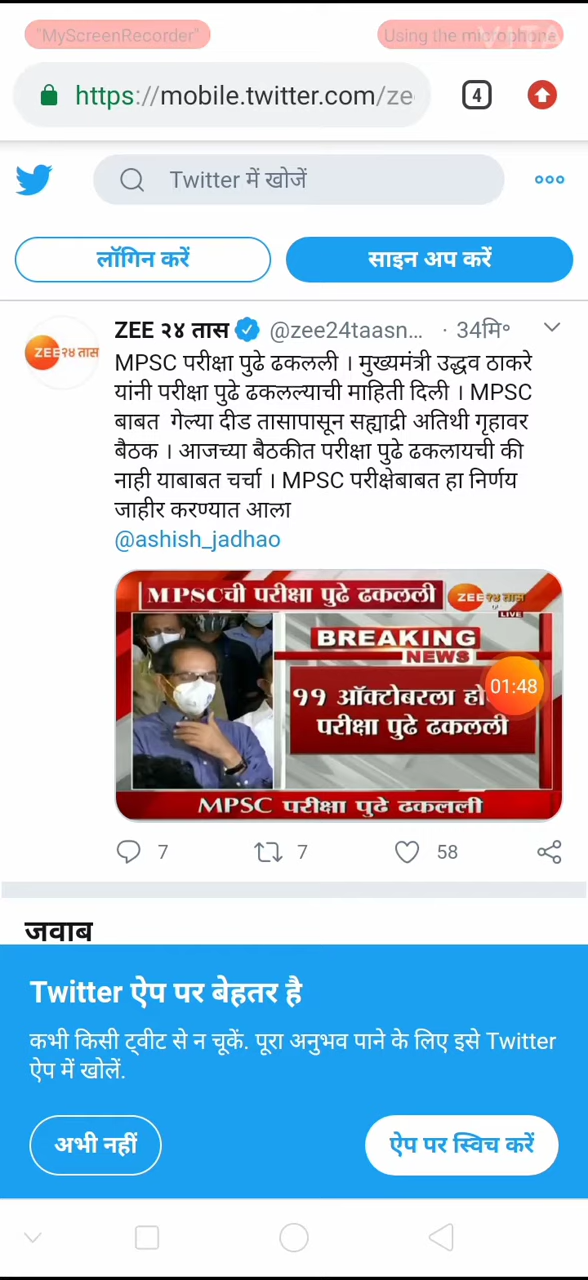 "MyScreenRecorder"
Using the microphone
VITA
https://mobile.twitter.com/ze
4
Twitter में खोजें
लॉगिन करें
साइन अप करें
ZEE २४ तास @zee24taasn... · 34मि॰
ZEE२४ तास
MPSC परीक्षा पुढे ढकलली । मुख्यमंत्री उद्धव ठाकरे
यांनी परीक्षा पुढे ढकलल्याची माहिती दिली । MPSC
बाबत गेल्या दीड तासापासून सह्याद्री अतिथी गृहावर
बैठक । आजच्या बैठकीत परीक्षा पुढे ढकलायची की
नाही याबाबत चर्चा । MPSC परीक्षेबाबत हा निर्णय
जाहीर करण्यात आला
@ashish_jadhao
MPSCची परीक्षा पुढे ढकलली
ZEE२४ तास
LIVE
BREAKING
NEWS
११ ऑक्टोबरला
01:48
परीक्षा पुढे ढकलली
MPSC परीक्षा पुढे ढकलली
7 7 58
जवाब
Twitter ऐप पर बेहतर है
कभी किसी ट्वीट से न चूकें. पूरा अनुभव पाने के लिए इसे Twitter
ऐप में खोलें.
अभी नहीं
ऐप पर स्विच करें